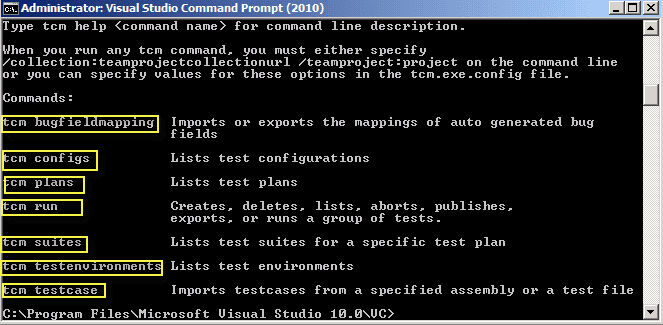 Administrator: Visual Studio Command Prompt (2010)
Type tcm help <command name> for command line description.
When you run any tcm command, you must either specify
/collection:teamprojectcollectionurl /teamproject:project on the command line
or you can specify values for these options in the tcm.exe.config file.
Commands:
tcm bugfieldmapping Imports or exports the mappings of auto generated bug
fields
tcm configs Lists test configurations
tcm plans Lists test plans
tcm run Creates, deletes, lists, aborts, publishes,
exports, or runs a group of tests.
tcm suites Lists test suites for a specific test plan
tcm testenvironments Lists test environments
tcm testcase Imports testcases from a specified assembly or a test file
C:\Program Files\Microsoft Visual Studio 10.0\VC>